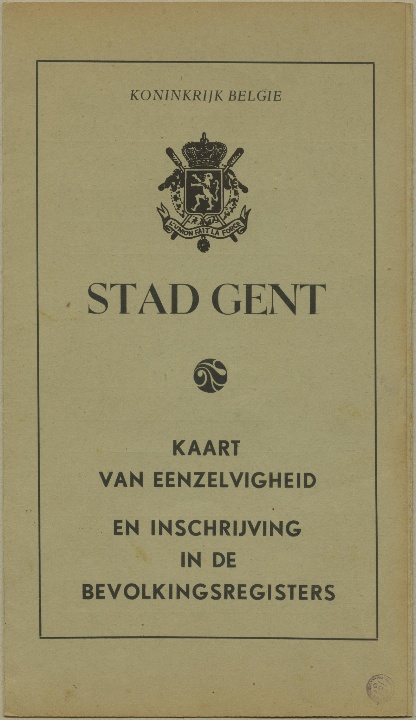 KONINKRIJK BELGIE
L'UNION FAIT LA FORCE
STAD GENT
KAART
VAN EENZELVIGHEID
EN INSCHRIJVING
IN DE
BEVOLKINGSREGISTERS